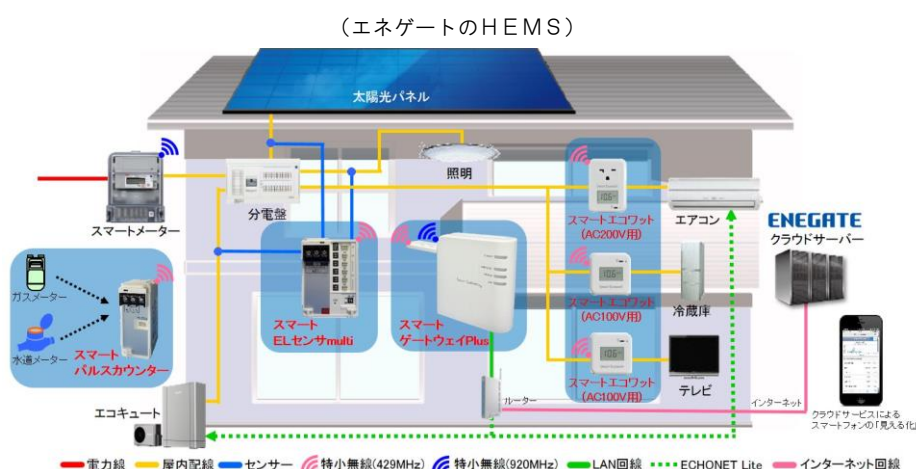 (エネゲートのHEMS)
太陽光パネル
照明
分電盤
スマートメーター
スマートエコワット
(AC200V用)
エアコン
ENEGATE
クラウドサーバー
ガスメーター
水道メーター
スマート
パルスカウンター
スマート
ELセンサmulti
スマート
ゲートウェイPlus
スマートエコワット
(AC100V用)
冷蔵庫
スマートエコワット
(AC100V用)
テレビ
エコキュート
ルーター
インターネット
クラウドサービスによる
スマートフォンの「見える化」
電力線 屋内配線 センサー 特小無線(429MHz) 特小無線(920MHz) LAN回線 ECHONET Lite インターネット回線